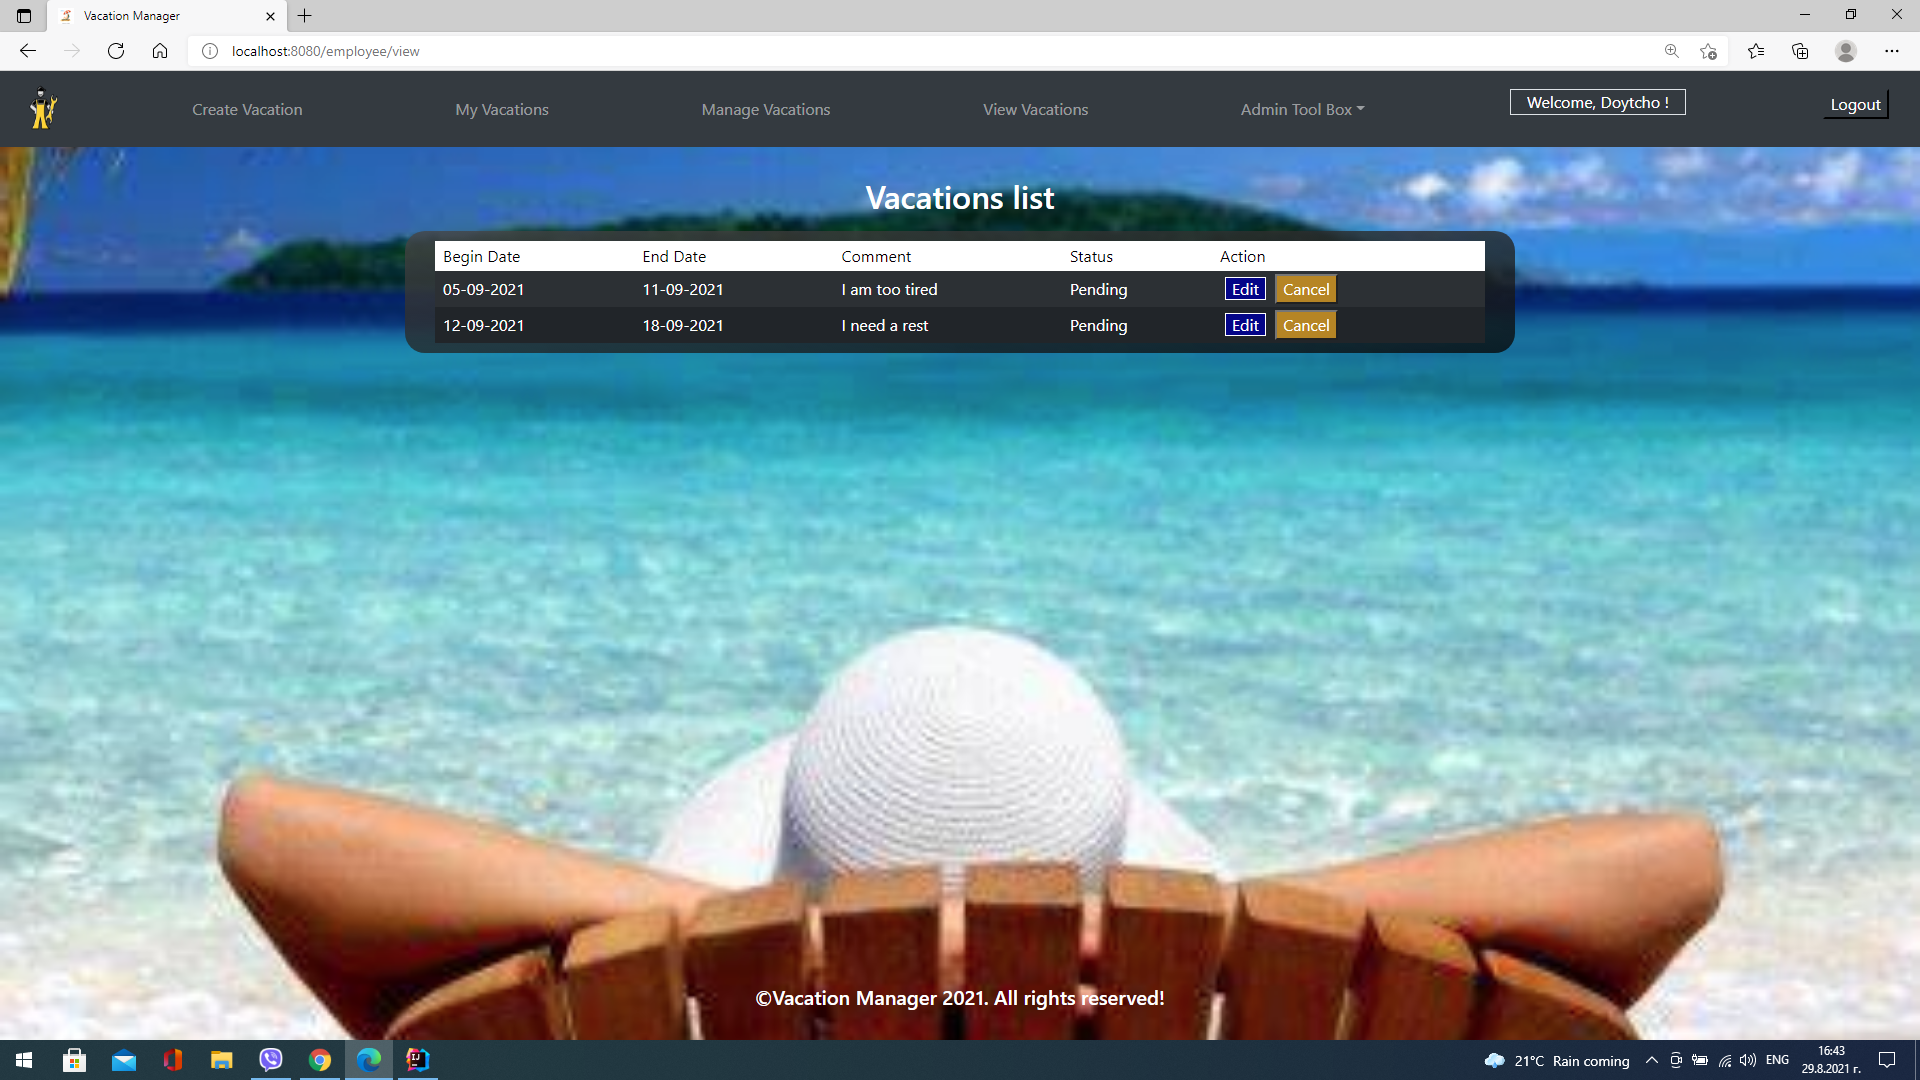 Vacation Manager
localhost:8080/employee/view
Create Vacation My Vacations Manage Vacations View Vacations Admin Tool Box Welcome, Doytcho ! Logout
Vacations list
Begin Date End Date Comment Status Action
05-09-2021 11-09-2021 I am too tired Pending Edit Cancel
12-09-2021 18-09-2021 I need a rest Pending Edit Cancel
©Vacation Manager 2021. All rights reserved!
21°C Rain coming ENG 16:43
29.8.2021 г.